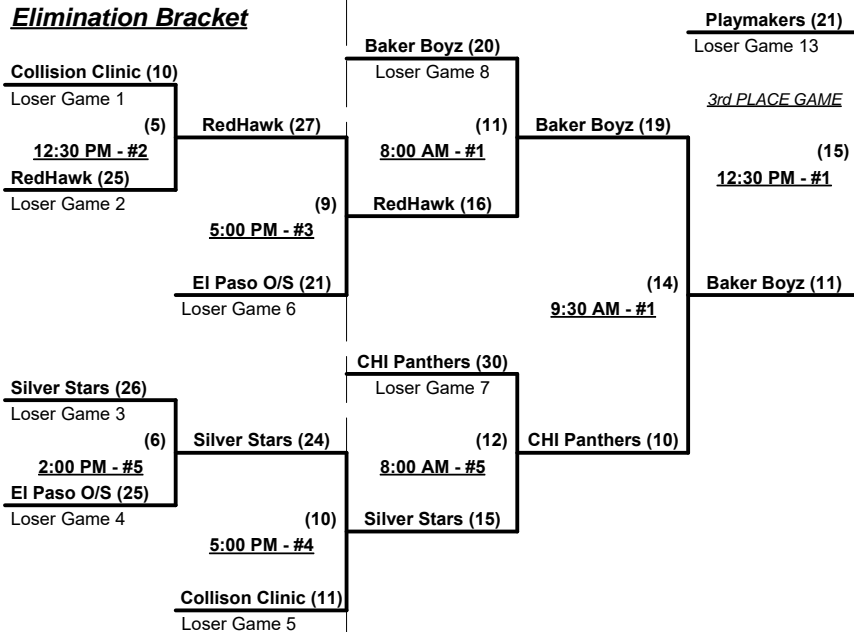 Elimination Bracket
Playmakers (21)
Loser Game 13
Baker Boyz (20)
Loser Game 8
Collision Clinic (10)
Loser Game 1
3rd PLACE GAME
(5)
RedHawk (27)
(11)
Baker Boyz (19)
12:30 PM - #2
8:00 AM - #1
(15)
RedHawk (25)
12:30 PM - #1
Loser Game 2
(9)
RedHawk (16)
5:00 PM - #3
El Paso O/S (21)
(14)
Baker Boyz (11)
Loser Game 6
9:30 AM - #1
CHI Panthers (30)
Loser Game 7
Silver Stars (26)
Loser Game 3
(6)
Silver Stars (24)
(12)
CHI Panthers (10)
2:00 PM - #5
8:00 AM - #5
El Paso O/S (25)
Loser Game 4
(10)
Silver Stars (15)
5:00 PM - #4
Collison Clinic (11)
Loser Game 5